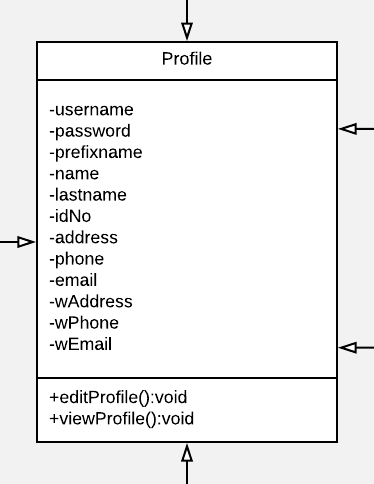 Profile
-username
-password
-prefixname
-name
-lastname
-idNo
-address
-phone
-email
-wAddress
-wPhone
-wEmail
+editProfile():void
+viewProfile():void